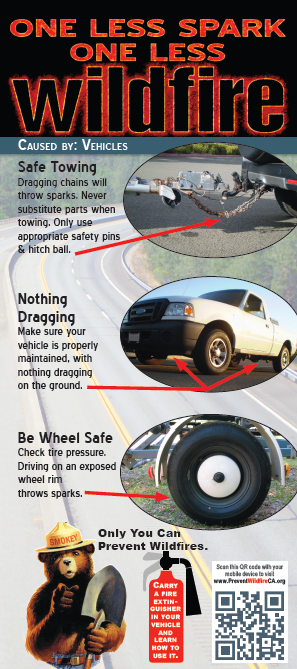 ONE LESS SPARK
ONE LESS
wildfire
CAUSED BY: VEHICLES
Safe Towing
Dragging chains will
throw sparks. Never
substitute parts when
towing. Only use
appropriate safety pins
& hitch ball.
Nothing
Dragging
Make sure your
vehicle is properly
maintained, with
nothing dragging
on the ground.
Be Wheel Safe
Check tire pressure.
Driving on an exposed
wheel rim
throws sparks.
Only You Can
Prevent Wildfires.
SMOKEY
CARRY
A FIRE
EXTIN-
GUISHER
IN YOUR
VEHICLE
AND
LEARN
HOW TO
USE IT.
Scan this QR code with your
mobile device to visit
www.PreventWildfireCA.org